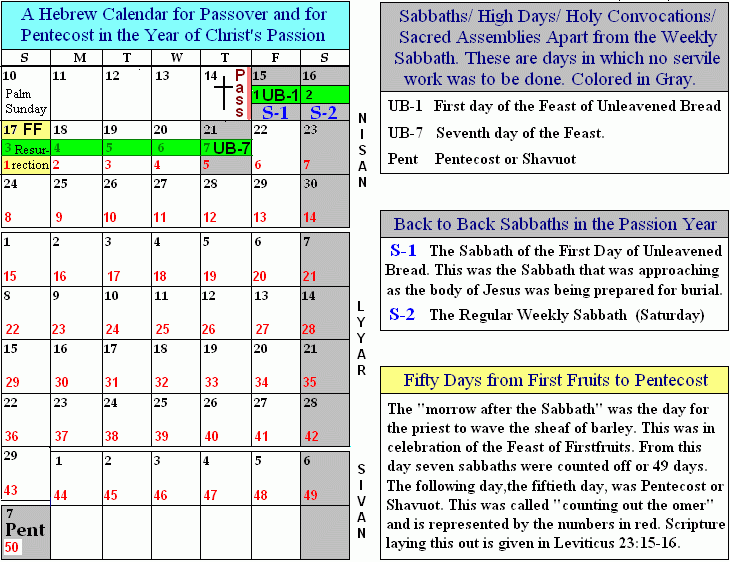 A Hebrew Calendar for Passover and for
Pentecost in the Year of Christ's Passion
S M T W T F S
10 11 12 13 14 15 16
Palm
Sunday
Pass
1 UB-1 2
S-1 S-2
17 FF 18 19 20 21 22 23
3 Resur- 4 5 6 7 UB-7
1 rection 2 3 4 5 6 7
24 25 26 27 28 29 30
8 9 10 11 12 13 14
NISAN
1 2 3 4 5 6 7
15 16 17 18 19 20 21
8 9 10 11 12 13 14
22 23 24 25 26 27 28
15 16 17 18 19 20 21
29 30 31 32 33 34 35
22 23 24 25 26 27 28
36 37 38 39 40 41 42
29
43
LYYAR
1 2 3 4 5 6
44 45 46 47 48 49
7
Pent
50
SIVAN
Sabbaths/ High Days/ Holy Convocations/
Sacred Assemblies Apart from the Weekly
Sabbath. These are days in which no servile
work was to be done. Colored in Gray.
UB-1 First day of the Feast of Unleavened Bread
UB-7 Seventh day of the Feast.
Pent Pentecost or Shavuot
Back to Back Sabbaths in the Passion Year
S-1 The Sabbath of the First Day of Unleavened
Bread. This was the Sabbath that was approaching
as the body of Jesus was being prepared for burial.
S-2 The Regular Weekly Sabbath (Saturday)
Fifty Days from First Fruits to Pentecost
The "morrow after the Sabbath" was the day for
the priest to wave the sheaf of barley. This was in
celebration of the Feast of Firstfruits. From this
day seven sabbaths were counted off or 49 days.
The following day,the fiftieth day, was Pentecost or
Shavuot. This was called "counting out the omer"
and is represented by the numbers in red. Scripture
laying this out is given in Leviticus 23:15-16.